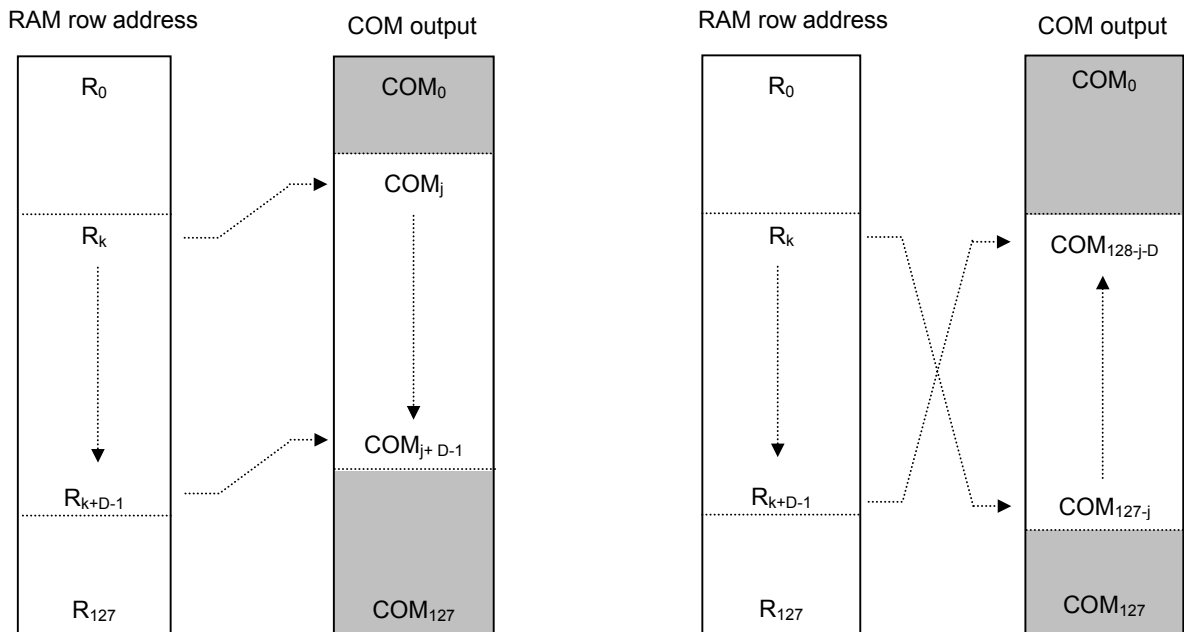 RAM row address
COM output
R₀
Rₖ
Rₖ₊D₋₁
R₁₂₇
COM₀
COMⱼ
COMⱼ₊ D₋₁
COM₁₂₇
RAM row address
COM output
R₀
Rₖ
Rₖ₊D₋₁
R₁₂₇
COM₀
COM₁₂₈₋ⱼ₋D
COM₁₂₇₋ⱼ
COM₁₂₇